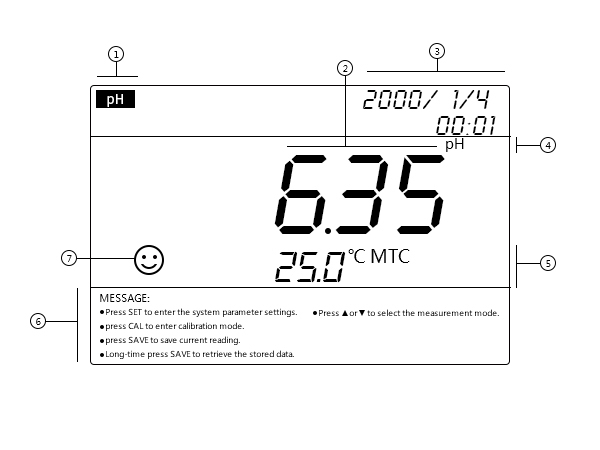 1
2
3
pH
2000/ 1/4
00:01
pH
4
6.35
7
25.0 °C MTC
5
MESSAGE:
●Press SET to enter the system parameter settings. ●Press ▲or▼ to select the measurement mode.
6
●press CAL to enter calibration mode.
●press SAVE to save current reading.
●Long-time press SAVE to retrieve the stored data.